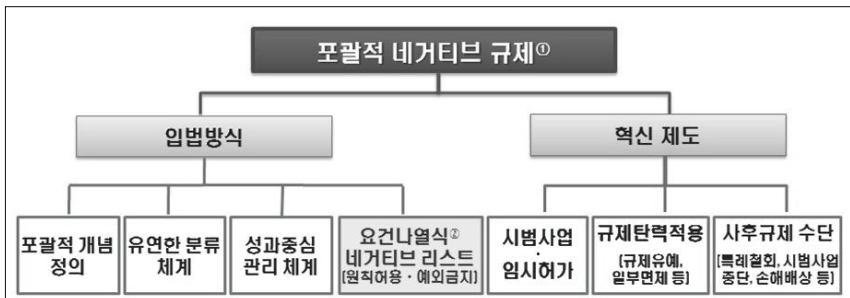 포괄적 네거티브 규제①
입법방식
혁신 제도
포괄적 개념
정의
유연한 분류
체계
성과중심
관리 체계
요건나열식②
네거티브 리스트
(원칙허용·예외금지)
시범사업
·
임시허가
규제탄력적용
(규제유예,
일부면제 등)
사후규제 수단
(특례철회, 시범사업
중단, 손해배상 등)